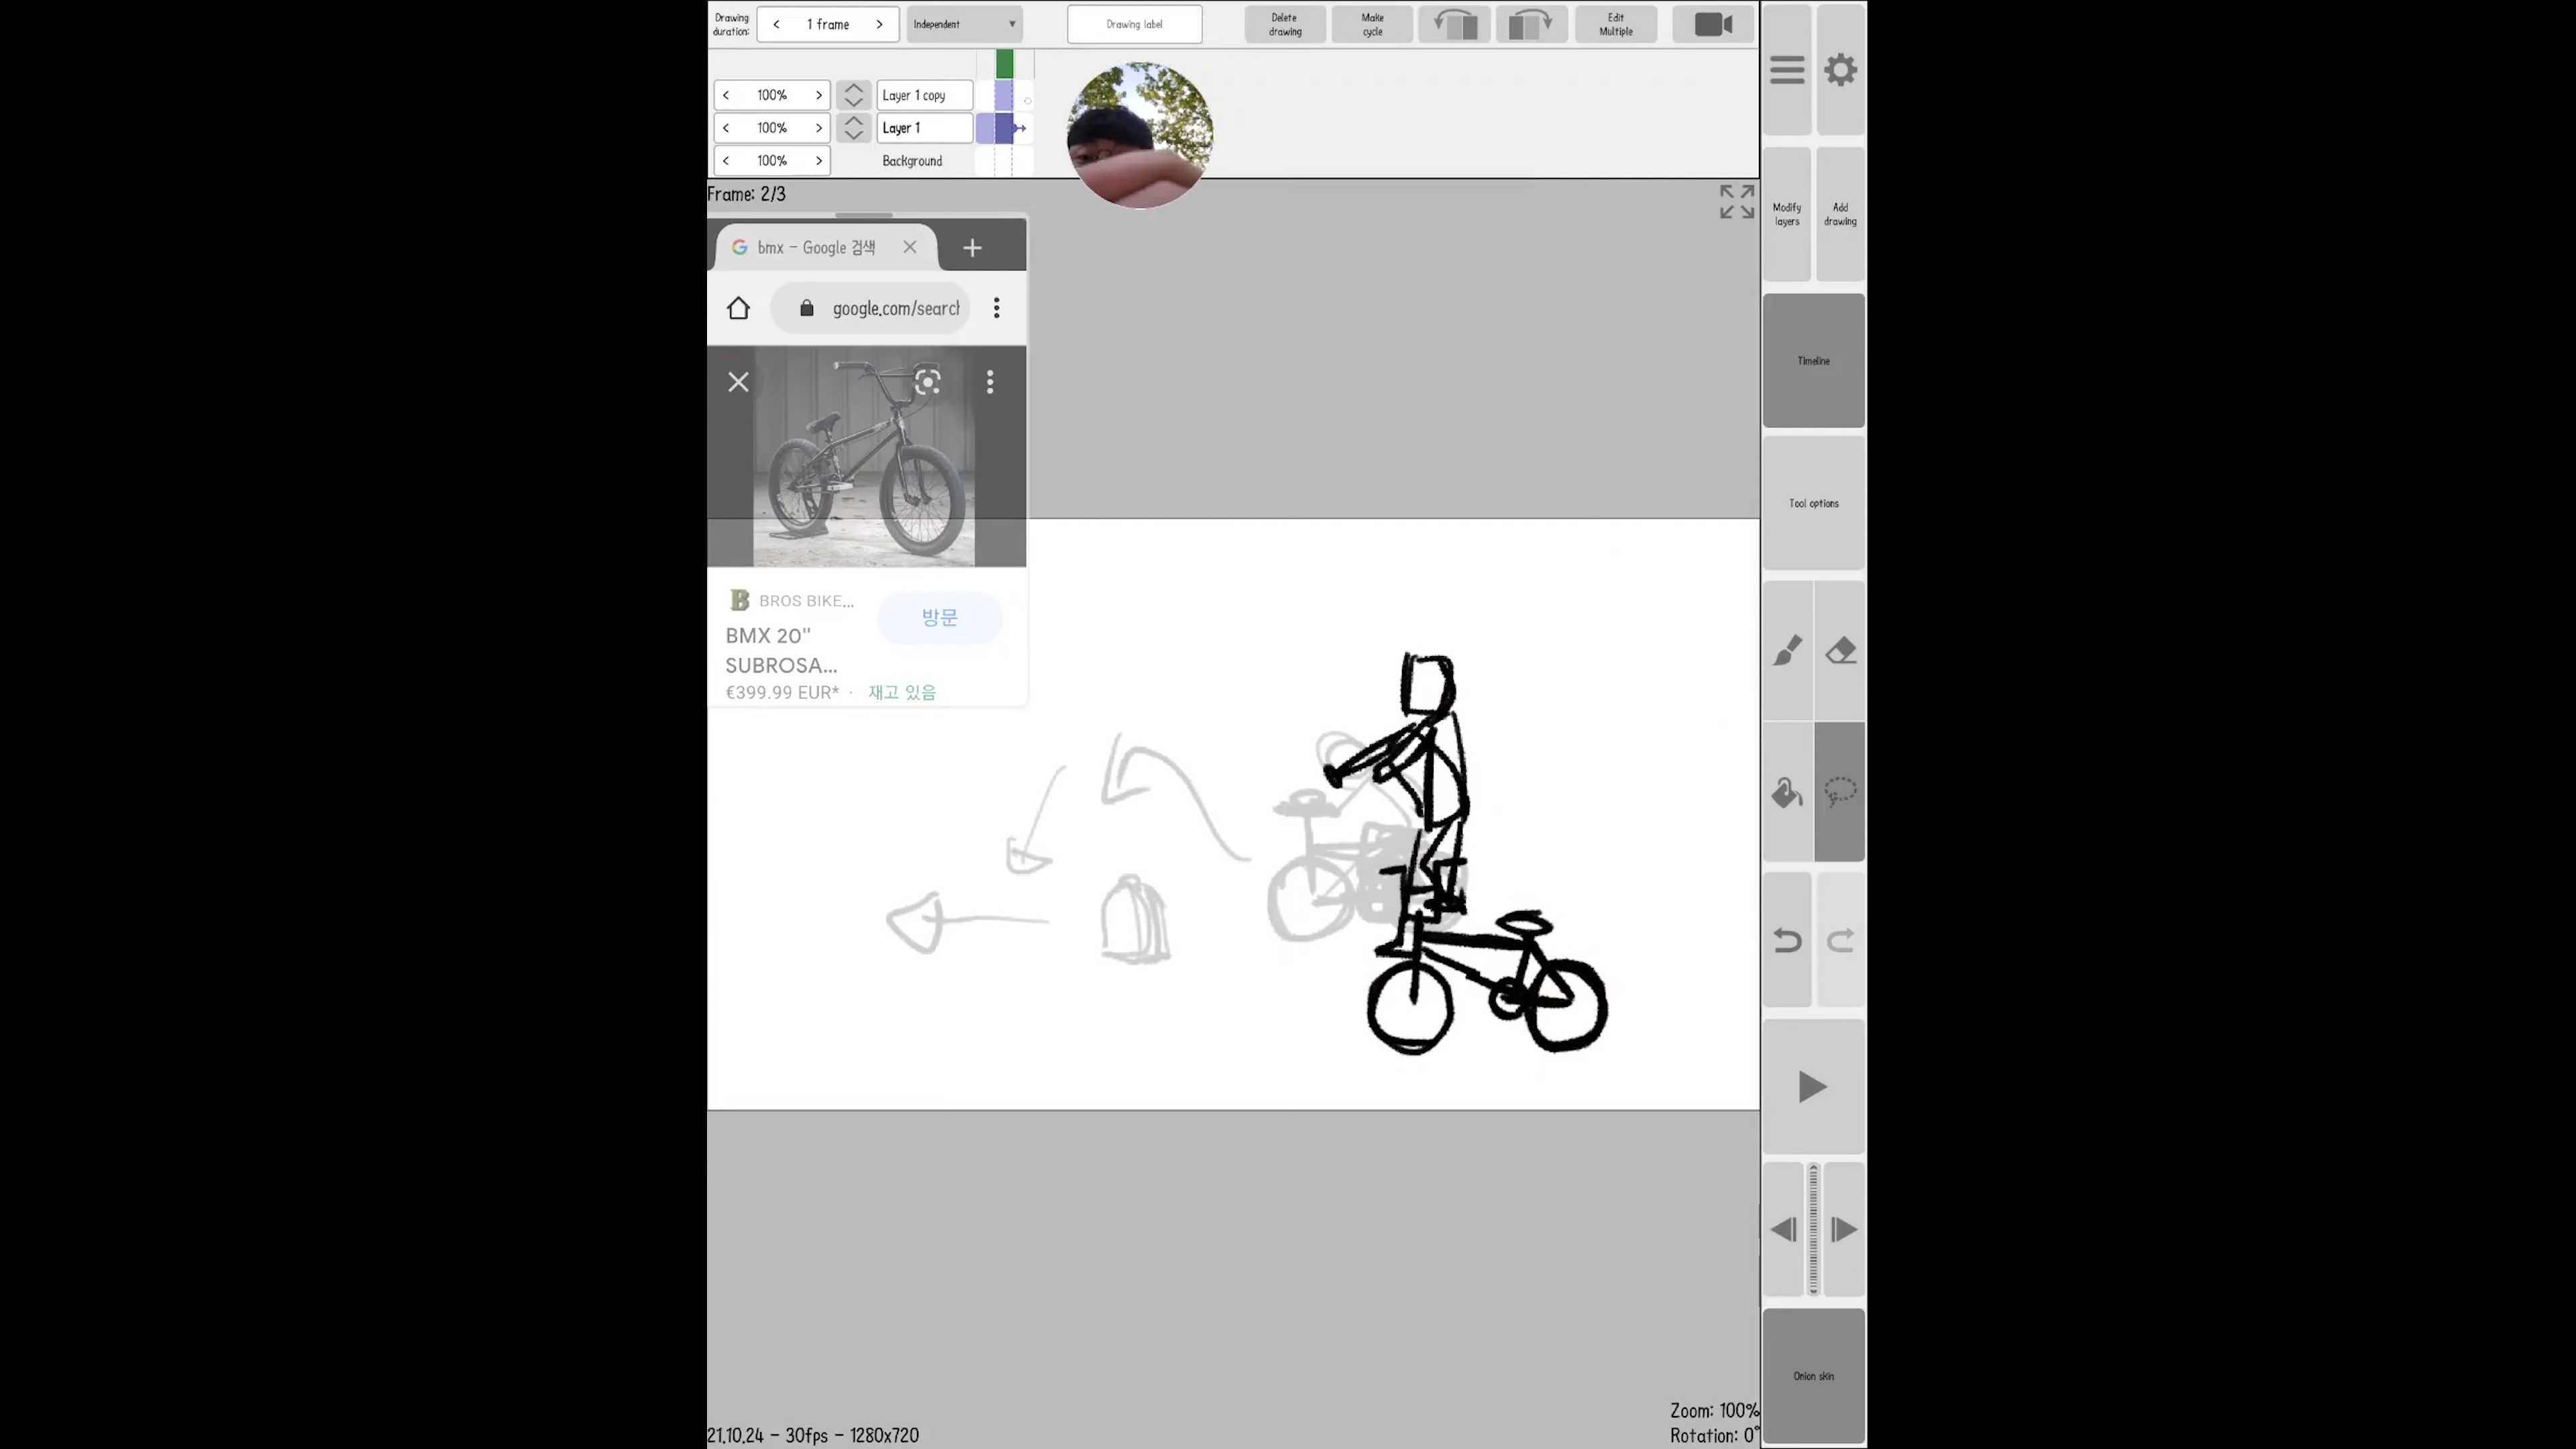 Drawing
duration:
1 frame
Independent
Drawing label
Delete
drawing
Make
cycle
Edit
Multiple
100%
Layer 1 copy
100%
Layer 1
100%
Background
Frame: 2/3
Modify
layers
Add
drawing
bmx - Google 검색
google.com/search
Timeline
Tool options
B BROS BIKE...
방문
BMX 20"
SUBROSA...
€399.99 EUR* · 재고 있음
Onion skin
Zoom: 100%
Rotation: 0°
21.10.24 - 30fps - 1280x720